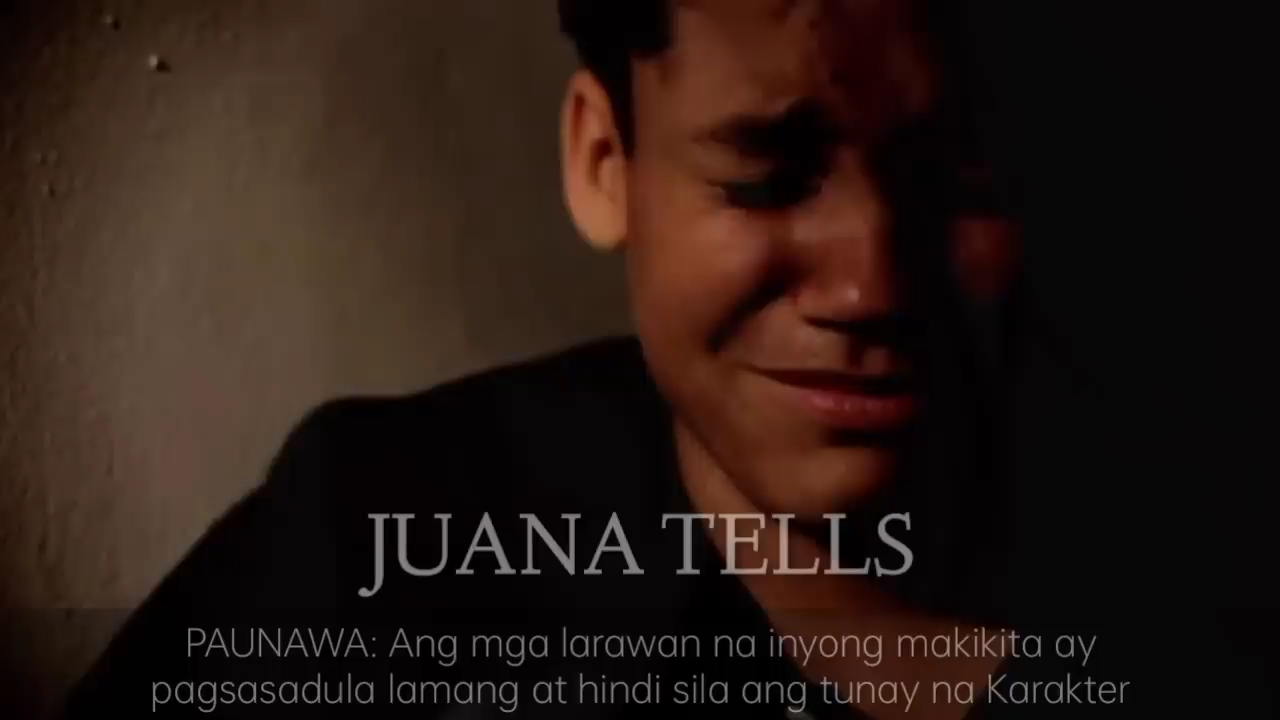 JUANA TELLS
PAUNAWA: Ang mga larawan na inyong makikita ay
pagsasadula lamang at hindi sila ang tunay na Karakter